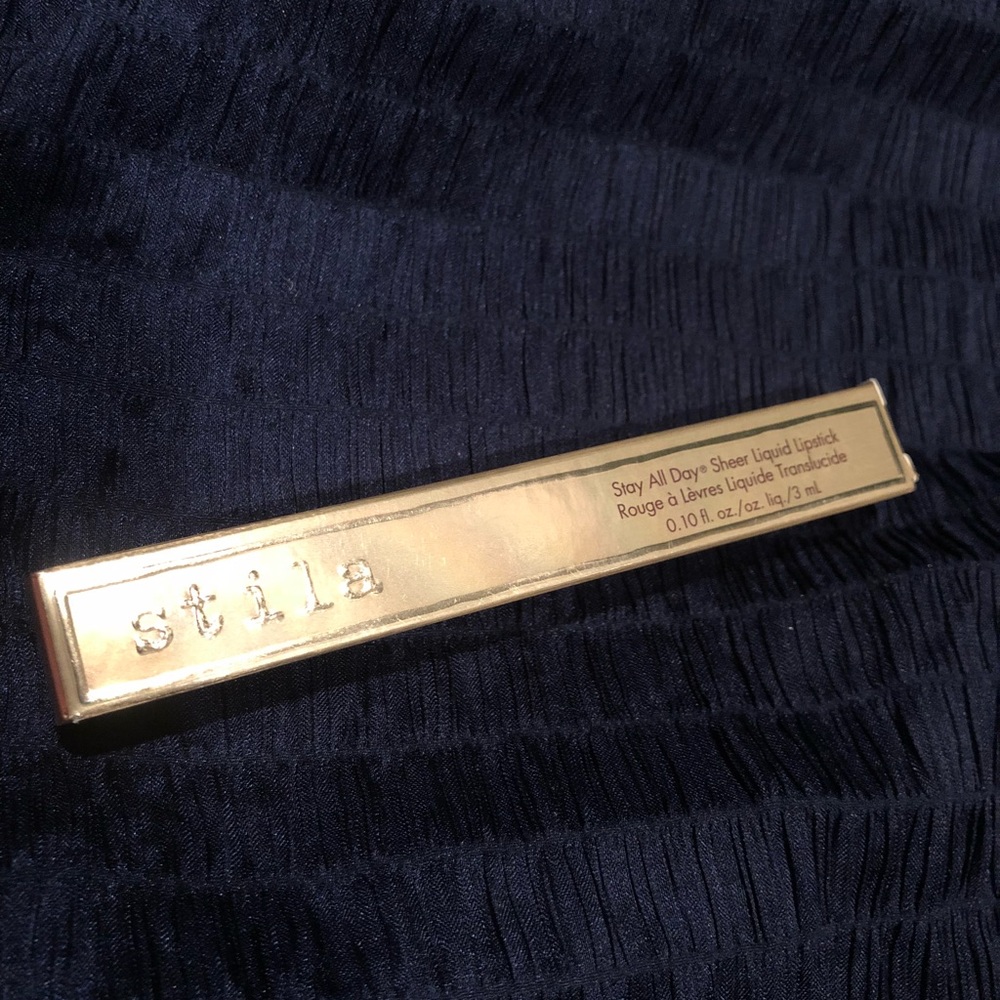 stila
Stay All Day® Sheer Liquid Lipstick
Rouge à Lèvres Liquide Translucide
0.10 fl. oz./oz. liq./3 mL